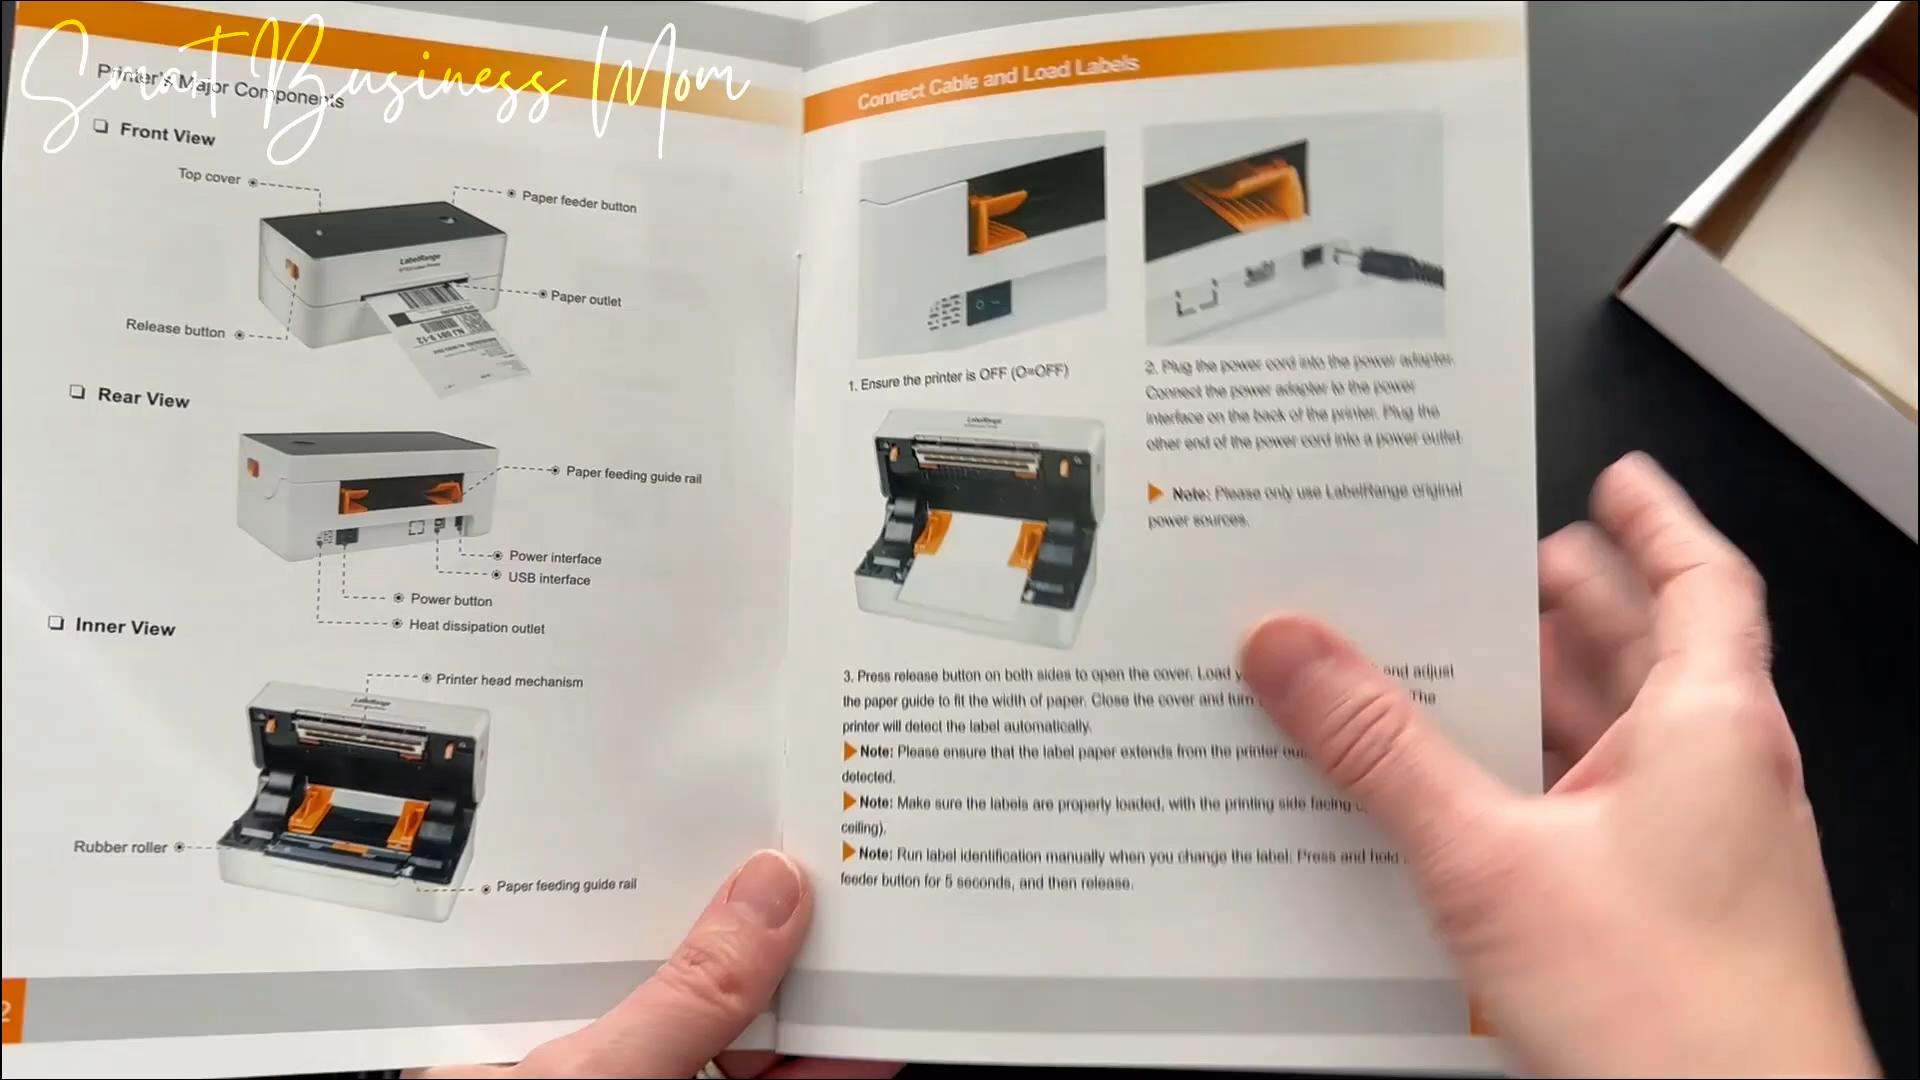 Smart Business Mom
Printer's Major Components
Front View
Top cover
Paper feeder button
LabelRange
Paper outlet
Release button
Rear View
Paper feeding guide rail
Power interface
USB interface
Power button
Heat dissipation outlet
Inner View
Printer head mechanism
Rubber roller
Paper feeding guide rail
2
Connect Cable and Load Labels
1. Ensure the printer is OFF (O=OFF)
2. Plug the power cord into the power adapter.
Connect the power adapter to the power
interface on the back of the printer. Plug the
other end of the power cord into a power outlet.
Note: Please only use LabelRange original
power sources.
LabelRange
3. Press release button on both sides to open the cover. Load and adjust
the paper guide to fit the width of paper. Close the cover and turn The
printer will detect the label automatically.
Note: Please ensure that the label paper extends from the printer
detected.
Note: Make sure the labels are properly loaded, with the printing side facing
ceiling).
Note: Run label identification manually when you change the label: Press and hold
feeder button for 5 seconds, and then release.